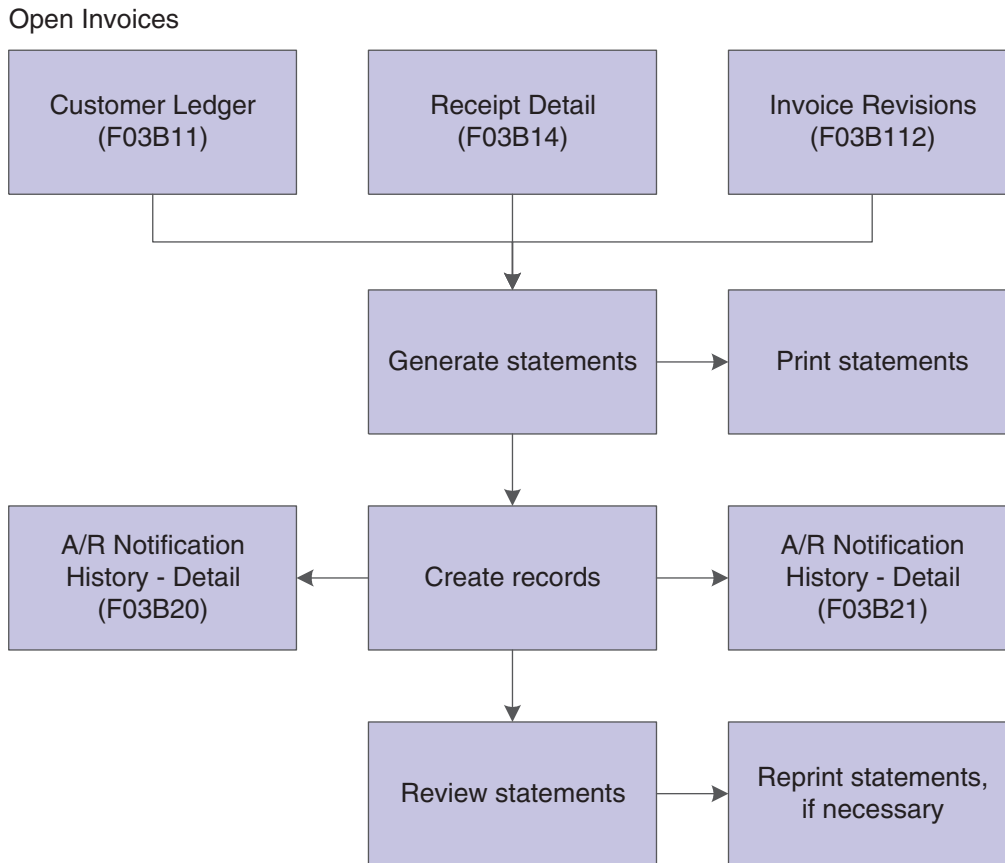 Open Invoices
Customer Ledger
(F03B11)
Receipt Detail
(F03B14)
Invoice Revisions
(F03B112)
Generate statements
Print statements
A/R Notification
History - Detail
(F03B20)
Create records
A/R Notification
History - Detail
(F03B21)
Review statements
Reprint statements,
if necessary